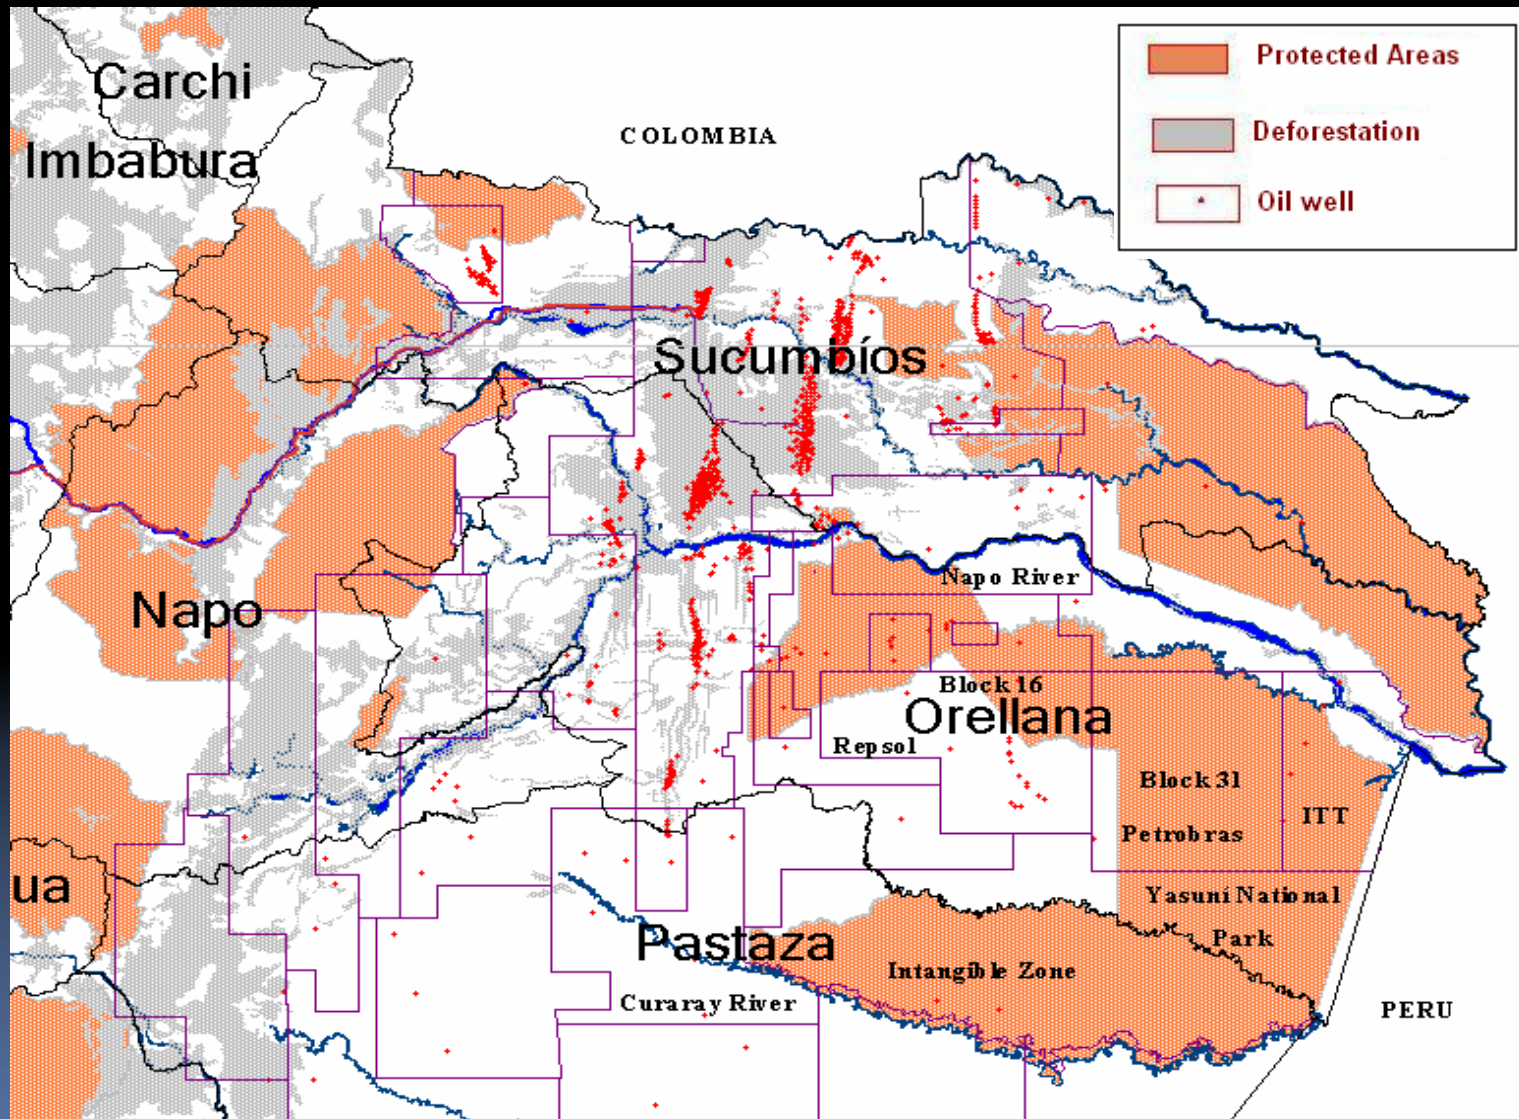 Protected Areas
Deforestation
Oil well
Carchi
COLOMBIA
Imbabura
Sucumbíos
Napo River
Napo
Block 16
Orellana
Repsol
Block 31
ITT
Petrobras
ua
Yasuni National
Park
Pastaza
Intangible Zone
Curaray River
PERU